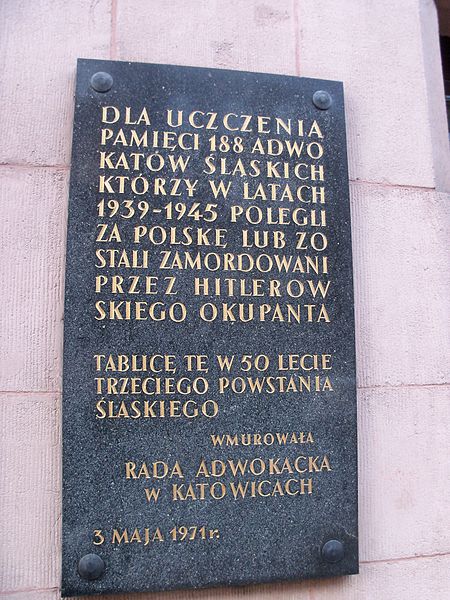 DLA UCZCZENIA
PAMIĘCI 188 ADWO
KATÓW ŚLĄSKICH
KTÓRZY W LATACH
1939-1945 POLEGLI
ZA POLSKĘ LUB ZO
STALI ZAMORDOWANI
PRZEZ HITLEROW
SKIEGO OKUPANTA
TABLICĘ TĘ W 50 LECIE
TRZECIEGO POWSTANIA
ŚLĄSKIEGO
WMUROWAŁA
RADA ADWOKACKA
W KATOWICACH
3 MAJA 1971 r.